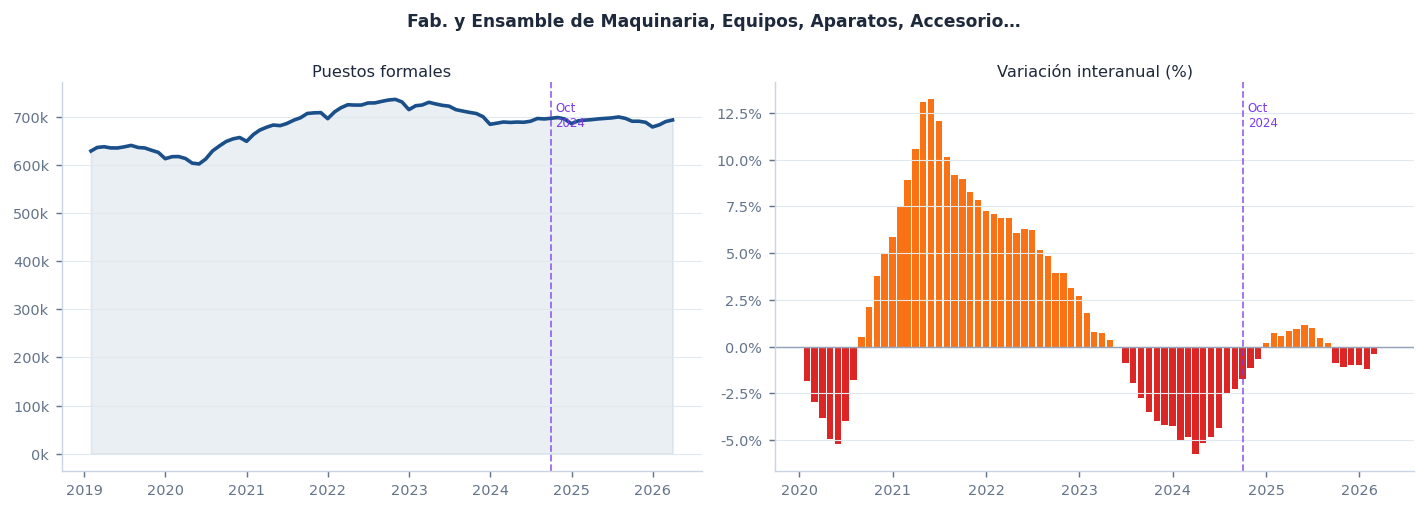 Fab. y Ensamble de Maquinaria, Equipos, Aparatos, Accesorio…
Puestos formales
700k
600k
500k
400k
300k
200k
100k
0k
Oct
2024
2019
2020
2021
2022
2023
2024
2025
2026
Variación interanual (%)
12.5%
10.0%
7.5%
5.0%
2.5%
0.0%
-2.5%
-5.0%
Oct
2024
2020
2021
2022
2023
2024
2025
2026